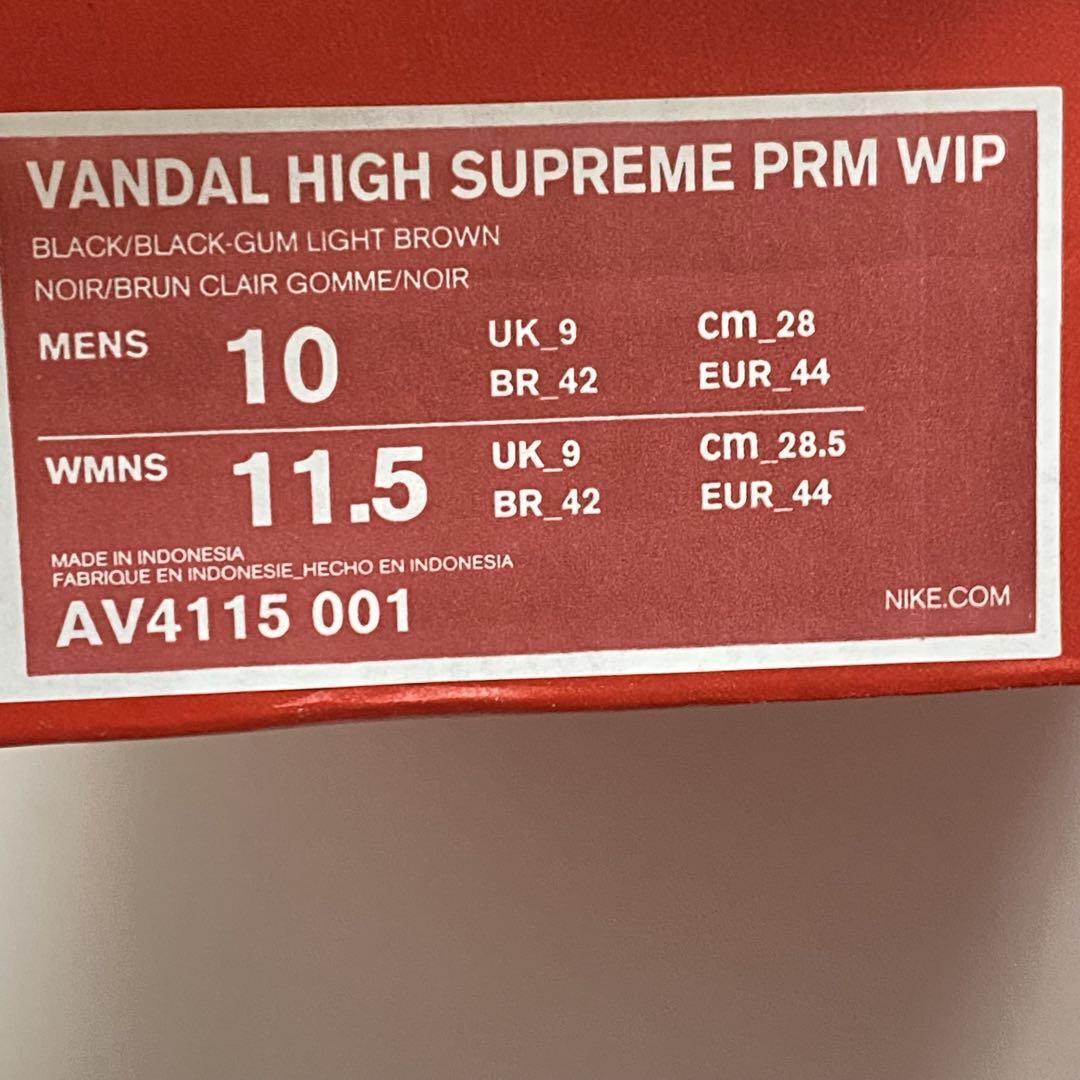 VANDAL HIGH SUPREME PRM WIP
BLACK/BLACK-GUM LIGHT BROWN
NOIR/BRUN CLAIR GOMME/NOIR
MENS 10 UK_9 cm_28
BR_42 EUR_44
WMNS 11.5 UK_9 cm_28.5
BR_42 EUR_44
MADE IN INDONESIA
FABRIQUE EN INDONESIE_HECHO EN INDONESIA
AV4115 001 NIKE.COM